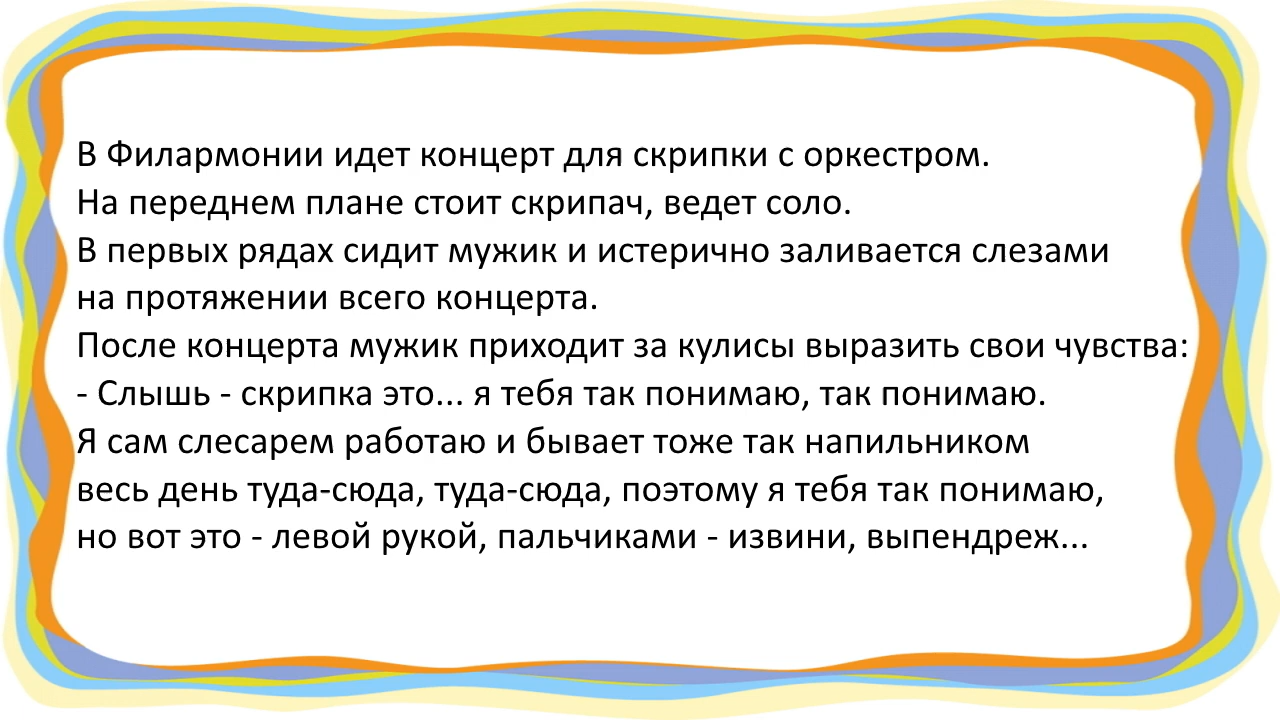 В Филармонии идет концерт для скрипки с оркестром.
На переднем плане стоит скрипач, ведет соло.
В первых рядах сидит мужик и истерично заливается слезами
на протяжении всего концерта.
После концерта мужик приходит за кулисы выразить свои чувства:
- Слышь - скрипка это... я тебя так понимаю, так понимаю.
Я сам слесарем работаю и бывает тоже так напильником
весь день туда-сюда, туда-сюда, поэтому я тебя так понимаю,
но вот это - левой рукой, пальчиками - извини, выпендреж...